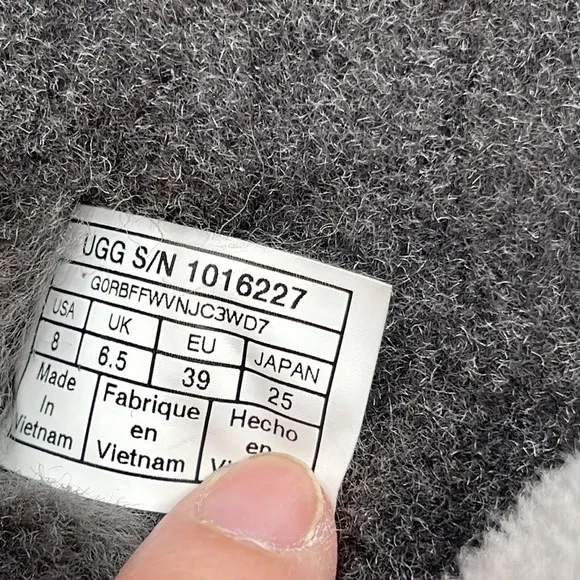 UGG S/N 1016227
G0RBFFWVNJC3WD7
USA UK EU JAPAN
8 6.5 39 25
Made Fabrique Hecho
In en en
Vietnam Vietnam